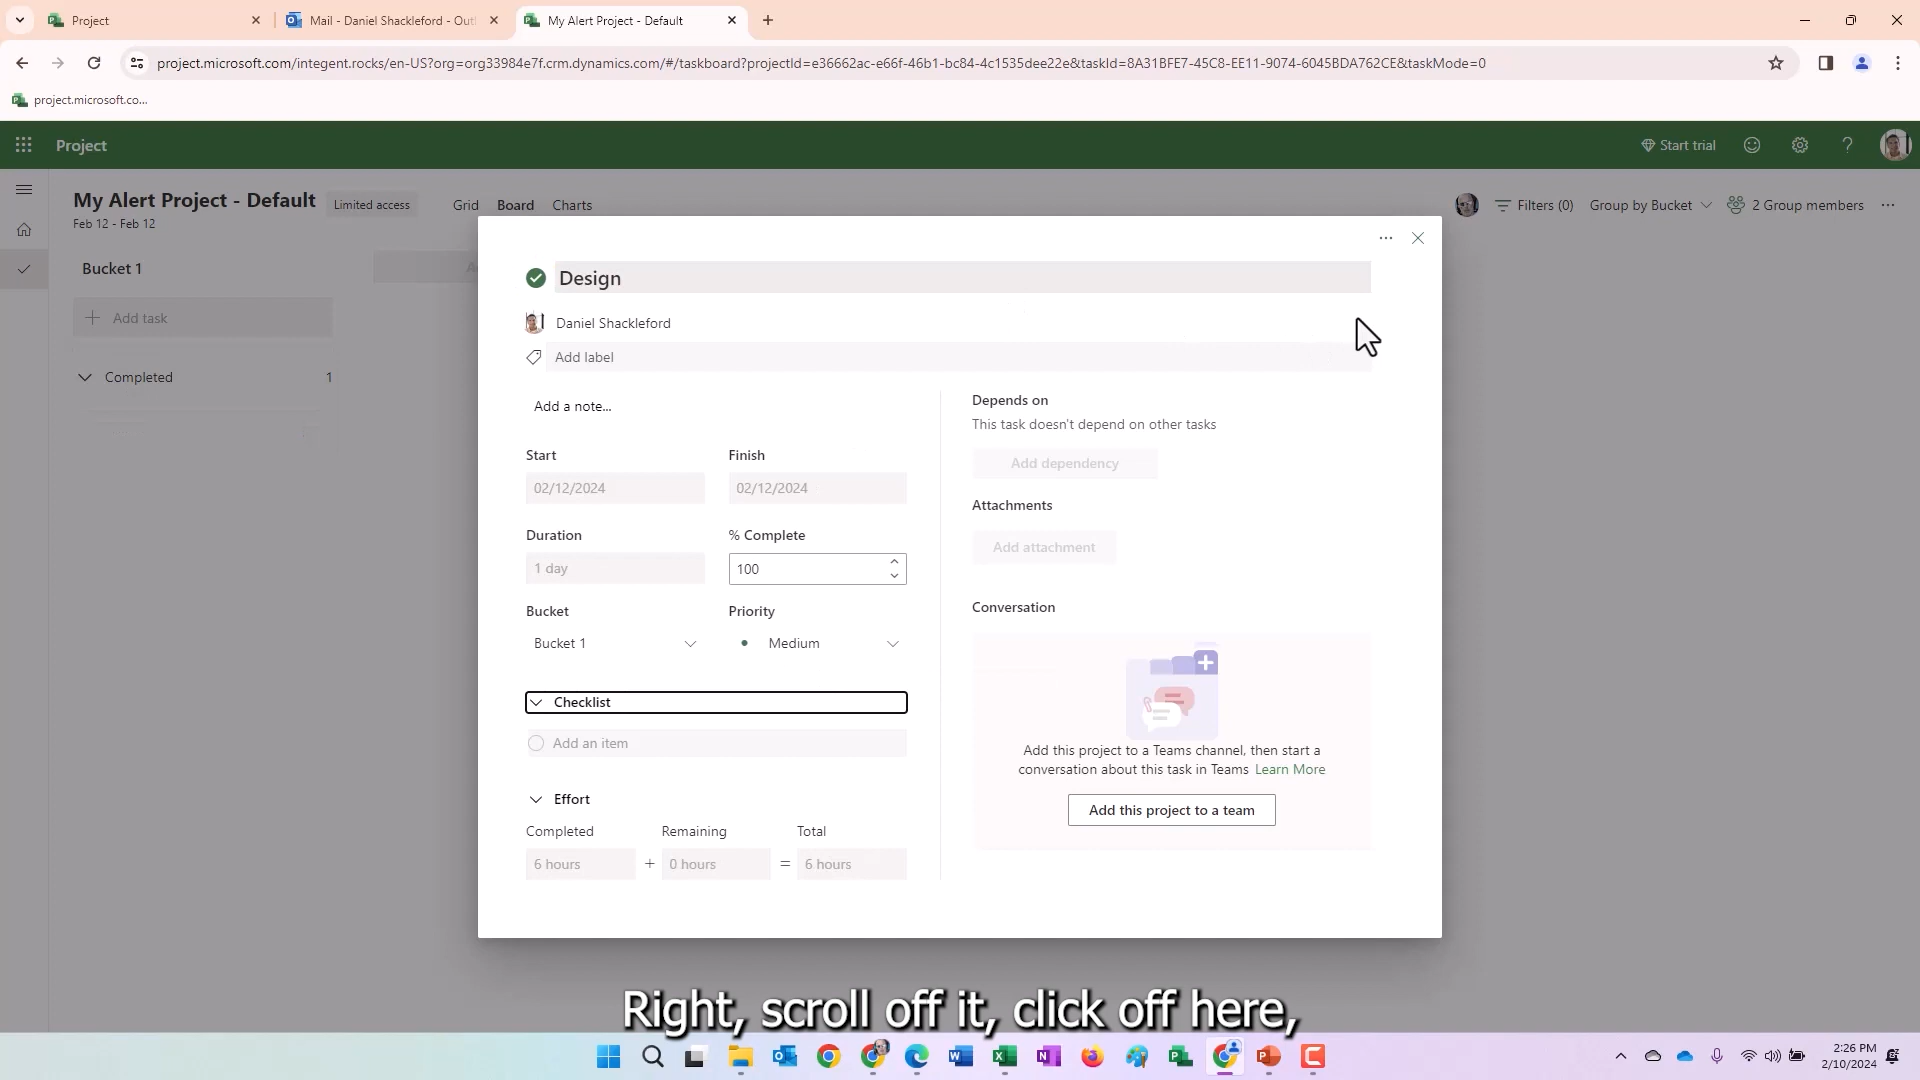 Project
Mail - Daniel Shackleford - Out
My Alert Project - Default
project.microsoft.com/integent.rocks/en-US?org=org33984e7f.crm.dynamics.com/#/taskboard?projectId=e36662ac-e66f-46b1-bc84-4c1535dee22e&taskId=8A31BFE7-45C8-EE11-9074-6045BDA762CE&taskMode=0
project.microsoft.co...
Project
Start trial
My Alert Project - Default
Limited access
Grid
Board
Charts
Filters (0)
Group by Bucket
2 Group members
Feb 12 - Feb 12
Bucket 1
Add task
Completed
1
Design
Daniel Shackleford
Add label
Add a note...
Start
Finish
02/12/2024
02/12/2024
Duration
% Complete
1 day
100
Bucket
Priority
Bucket 1
Medium
Checklist
Add an item
Effort
Completed
Remaining
Total
6 hours
+
0 hours
=
6 hours
Depends on
This task doesn't depend on other tasks
Add dependency
Attachments
Add attachment
Conversation
Add this project to a Teams channel, then start a
conversation about this task in Teams Learn More
Add this project to a team
Right, scroll off it, click off here,
2:26 PM
2/10/2024